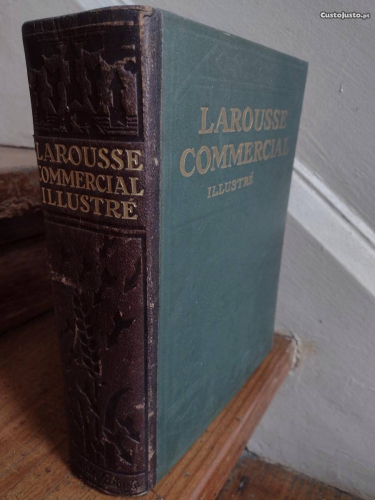 CustoJusto.pt
LAROUSSE
COMMERCIAL
ILLUSTRÉ
LAROUSSE
COMMERCIAL
ILLUSTRÉ